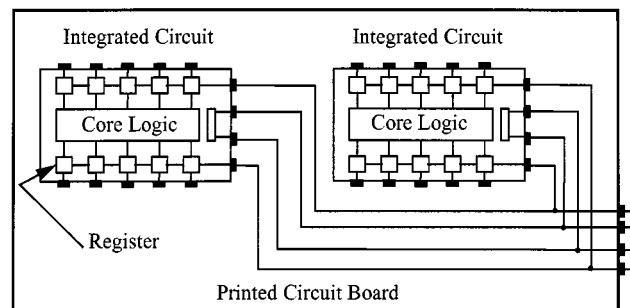 Integrated Circuit
Integrated Circuit
Core Logic
Core Logic
Register
Printed Circuit Board